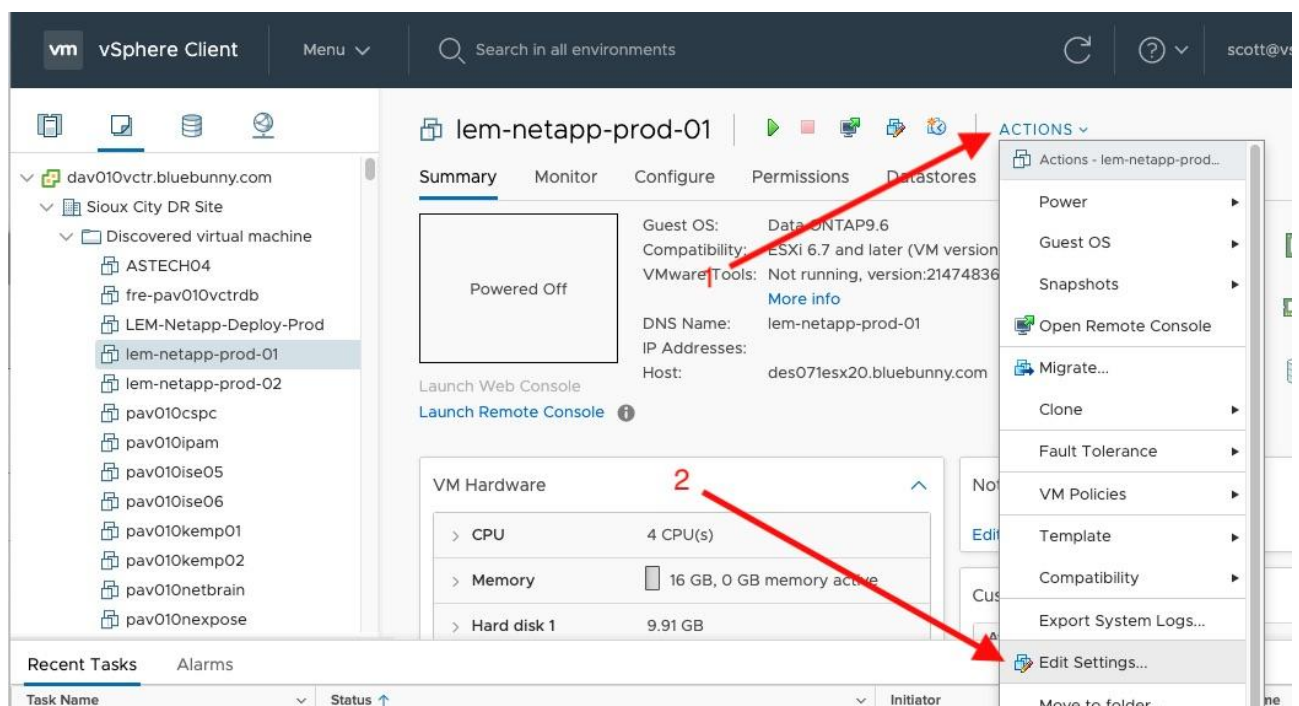 vm vSphere Client Menu Search in all environments scott@vs
lem-netapp-prod-01 ACTIONS
Summary Monitor Configure Permissions Datastores
dav010vctr.bluebunny.com
Sioux City DR Site
Discovered virtual machine
ASTECH04
fre-pav010vctrdb
LEM-Netapp-Deploy-Prod
lem-netapp-prod-01
lem-netapp-prod-02
pav010cspc
pav010ipam
pav010ise05
pav010ise06
pav010kemp01
pav010kemp02
pav010netbrain
pav010nexpose
Powered Off
Launch Web Console
Launch Remote Console
Guest OS: Data ONTAP9.6
Compatibility: ESXi 6.7 and later (VM version
VMware Tools: Not running, version:21474836
More info
DNS Name: lem-netapp-prod-01
IP Addresses:
Host: des071esx20.bluebunny.com
1
2
VM Hardware
CPU 4 CPU(s)
Memory 16 GB, 0 GB memory active
Hard disk 1 9.91 GB
Not
Edit
Cus
Actions - lem-netapp-prod...
Power
Guest OS
Snapshots
Open Remote Console
Migrate...
Clone
Fault Tolerance
VM Policies
Template
Compatibility
Export System Logs...
Edit Settings...
Move to folder...
Recent Tasks Alarms
Task Name Status Initiator me